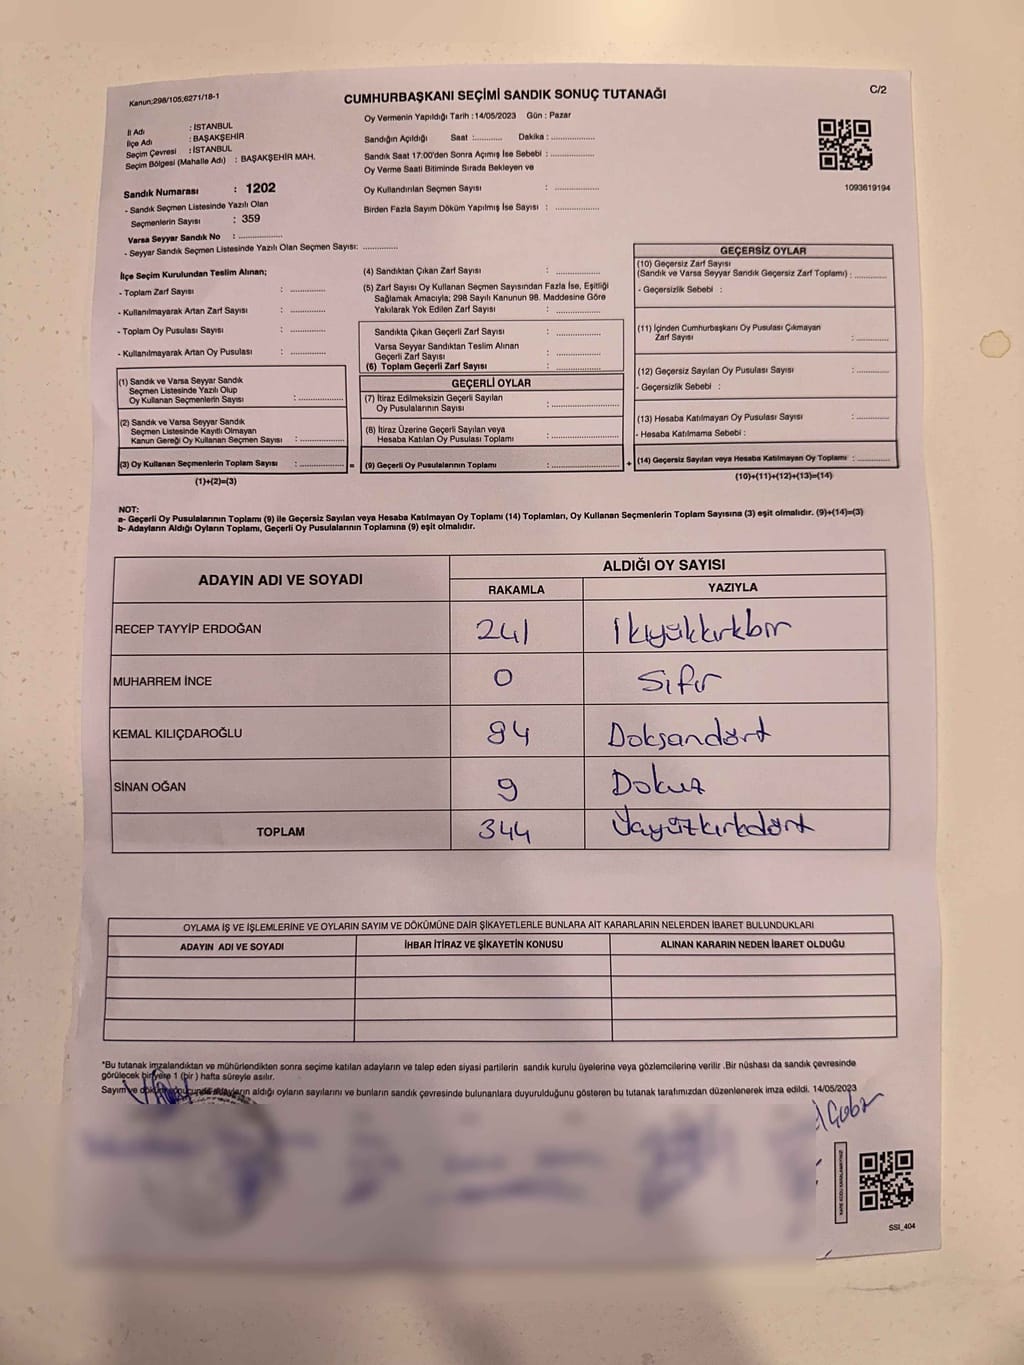 Kanun;298/105,6271/18-1
CUMHURBAŞKANI SEÇİMİ SANDIK SONUÇ TUTANAĞI
C/2
Oy Vermenin Yapıldığı Tarih :14/05/2023 Gün : Pazar
İl Adı : İSTANBUL
İlçe Adı : BAŞAKŞEHİR
Seçim Çevresi : İSTANBUL
Seçim Bölgesi (Mahalle Adı) : BAŞAKŞEHİR MAH.
Sandık Numarası : 1202
- Sandık Seçmen Listesinde Yazılı Olan
Seçmenlerin Sayısı : 359
Varsa Seyyar Sandık No : ..............
- Seyyar Sandık Seçmen Listesinde Yazılı Olan Seçmen Sayısı: ............
Sandığın Açıldığı Saat :.......... Dakika : ..............
Sandık Saat 17:00'den Sonra Açımış İse Sebebi : ..............
Oy Verme Saati Bitiminde Sırada Bekleyen ve
Oy Kullandırılan Seçmen Sayısı : ..............
Birden Fazla Sayım Döküm Yapılmış İse Sayısı : ..............
1093619194
İlçe Seçim Kurulundan Teslim Alınan;
- Toplam Zarf Sayısı : ............
- Kullanılmayarak Artan Zarf Sayısı : ............
- Toplam Oy Pusulası Sayısı : ............
- Kullanılmayarak Artan Oy Pusulası : ............
(1) Sandık ve Varsa Seyyar Sandık
Seçmen Listesinde Yazılı Olup
Oy Kullanan Seçmenlerin Sayısı : ..............
(2) Sandık ve Varsa Seyyar Sandık
Seçmen Listesinde Kayıtlı Olmayan
Kanun Gereği Oy Kullanan Seçmen Sayısı : ..............
(3) Oy Kullanan Seçmenlerin Toplam Sayısı : ..............
(1)+(2)=(3)
(4) Sandıktan Çıkan Zarf Sayısı : ..............
(5) Zarf Sayısı Oy Kullanan Seçmen Sayısından Fazla İse, Eşitliği
Sağlamak Amacıyla; 298 Sayılı Kanunun 98. Maddesine Göre
Yakılarak Yok Edilen Zarf Sayısı : ..............
Sandıkta Çıkan Geçerli Zarf Sayısı : ..............
Varsa Seyyar Sandıktan Teslim Alınan
Geçerli Zarf Sayısı : ..............
(6) Toplam Geçerli Zarf Sayısı : ..............
GEÇERLİ OYLAR
(7) İtiraz Edilmeksizin Geçerli Sayılan
Oy Pusulalarının Sayısı : ..............
(8) İtiraz Üzerine Geçerli Sayılan veya
Hesaba Katılan Oy Pusulası Toplamı : ..............
= (9) Geçerli Oy Pusulalarının Toplamı : .............. +
GEÇERSİZ OYLAR
(10) Geçersiz Zarf Sayısı
(Sandık ve Varsa Seyyar Sandık Geçersiz Zarf Toplamı) : ..........
- Geçersizlik Sebebi :
(11) İçinden Cumhurbaşkanı Oy Pusulası Çıkmayan
Zarf Sayısı : ..........
(12) Geçersiz Sayılan Oy Pusulası Sayısı : ..........
- Geçersizlik Sebebi :
(13) Hesaba Katılmayan Oy Pusulası Sayısı : ..........
- Hesaba Katılmama Sebebi :
(14) Geçersiz Sayılan veya Hesaba Katılmayan Oy Toplamı : ..........
(10)+(11)+(12)+(13)=(14)
NOT:
a- Geçerli Oy Pusulalarının Toplamı (9) ile Geçersiz Sayılan veya Hesaba Katılmayan Oy Toplamı (14) Toplamları, Oy Kullanan Seçmenlerin Toplam Sayısına (3) eşit olmalıdır. (9)+(14)=(3)
b- Adayların Aldığı Oyların Toplamı, Geçerli Oy Pusulalarının Toplamına (9) eşit olmalıdır.
ADAYIN ADI VE SOYADI ALDIĞI OY SAYISI
RAKAMLA YAZIYLA
RECEP TAYYİP ERDOĞAN 241 İkiyükkırkbir
MUHARREM İNCE 0 Sıfır
KEMAL KILIÇDAROĞLU 94 Doksandört
SİNAN OĞAN 9 Dokuz
TOPLAM 344 Üçyüzkırkdört
OYLAMA İŞ VE İŞLEMLERİNE VE OYLARIN SAYIM VE DÖKÜMÜNE DAİR ŞİKAYETLERLE BUNLARA AİT KARARLARIN NELERDEN İBARET BULUNDUKLARI
ADAYIN ADI VE SOYADI İHBAR İTİRAZ VE ŞİKAYETİN KONUSU ALINAN KARARIN NEDEN İBARET OLDUĞU
*Bu tutanak imzalandıktan ve mühürlendikten sonra seçime katılan adayların ve talep eden siyasi partilerin sandık kurulu üyelerine veya gözlemcilerine verilir .Bir nüshası da sandık çevresinde
görülecek bir yere 1 (bir ) hafta süreyle asılır.
Sayım ve adayların aldığı oyların sayılarını ve bunların sandık çevresinde bulunanlara duyurulduğunu gösteren bu tutanak tarafımızdan düzenlenerek imza edildi. 14/05/2023
SSI_404